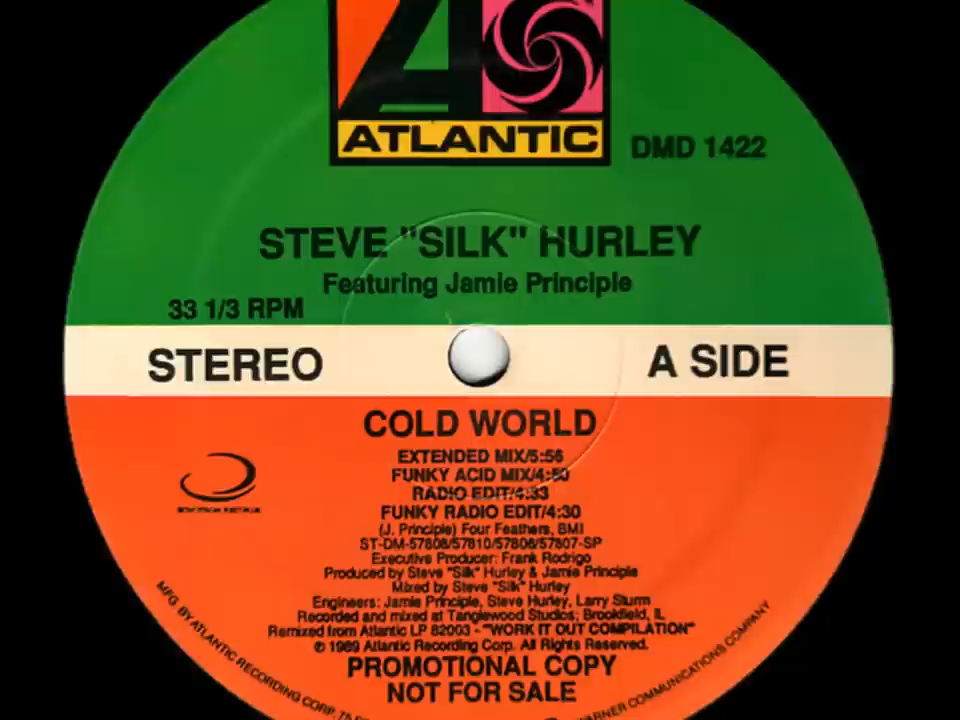 ATLANTIC
DMD 1422
STEVE "SILK" HURLEY
Featuring Jamie Principle
33 1/3 RPM
STEREO
A SIDE
COLD WORLD
EXTENDED MIX/5:56
FUNKY ACID MIX/4:50
RADIO EDIT/4:33
FUNKY RADIO EDIT/4:30
(J. Principle) Four Feathers, BMI
ST-DM-57808/57810/57806/57807-SP
Executive Producer: Frank Rodrigo
Produced by Steve "Silk" Hurley & Jamie Principle
Mixed by Steve "Silk" Hurley
Engineers: Jamie Principle, Steve Hurley, Larry Sturm
Recorded and mixed at Tanglewood Studios; Brookfield, IL
Remixed from Atlantic LP 82003 - "WORK IT OUT COMPILATION"
℗ 1989 Atlantic Recording Corp. All Rights Reserved.
PROMOTIONAL COPY
NOT FOR SALE
MFG. BY ATLANTIC RECORDING CORP., 75
WARNER COMMUNICATIONS COMPANY